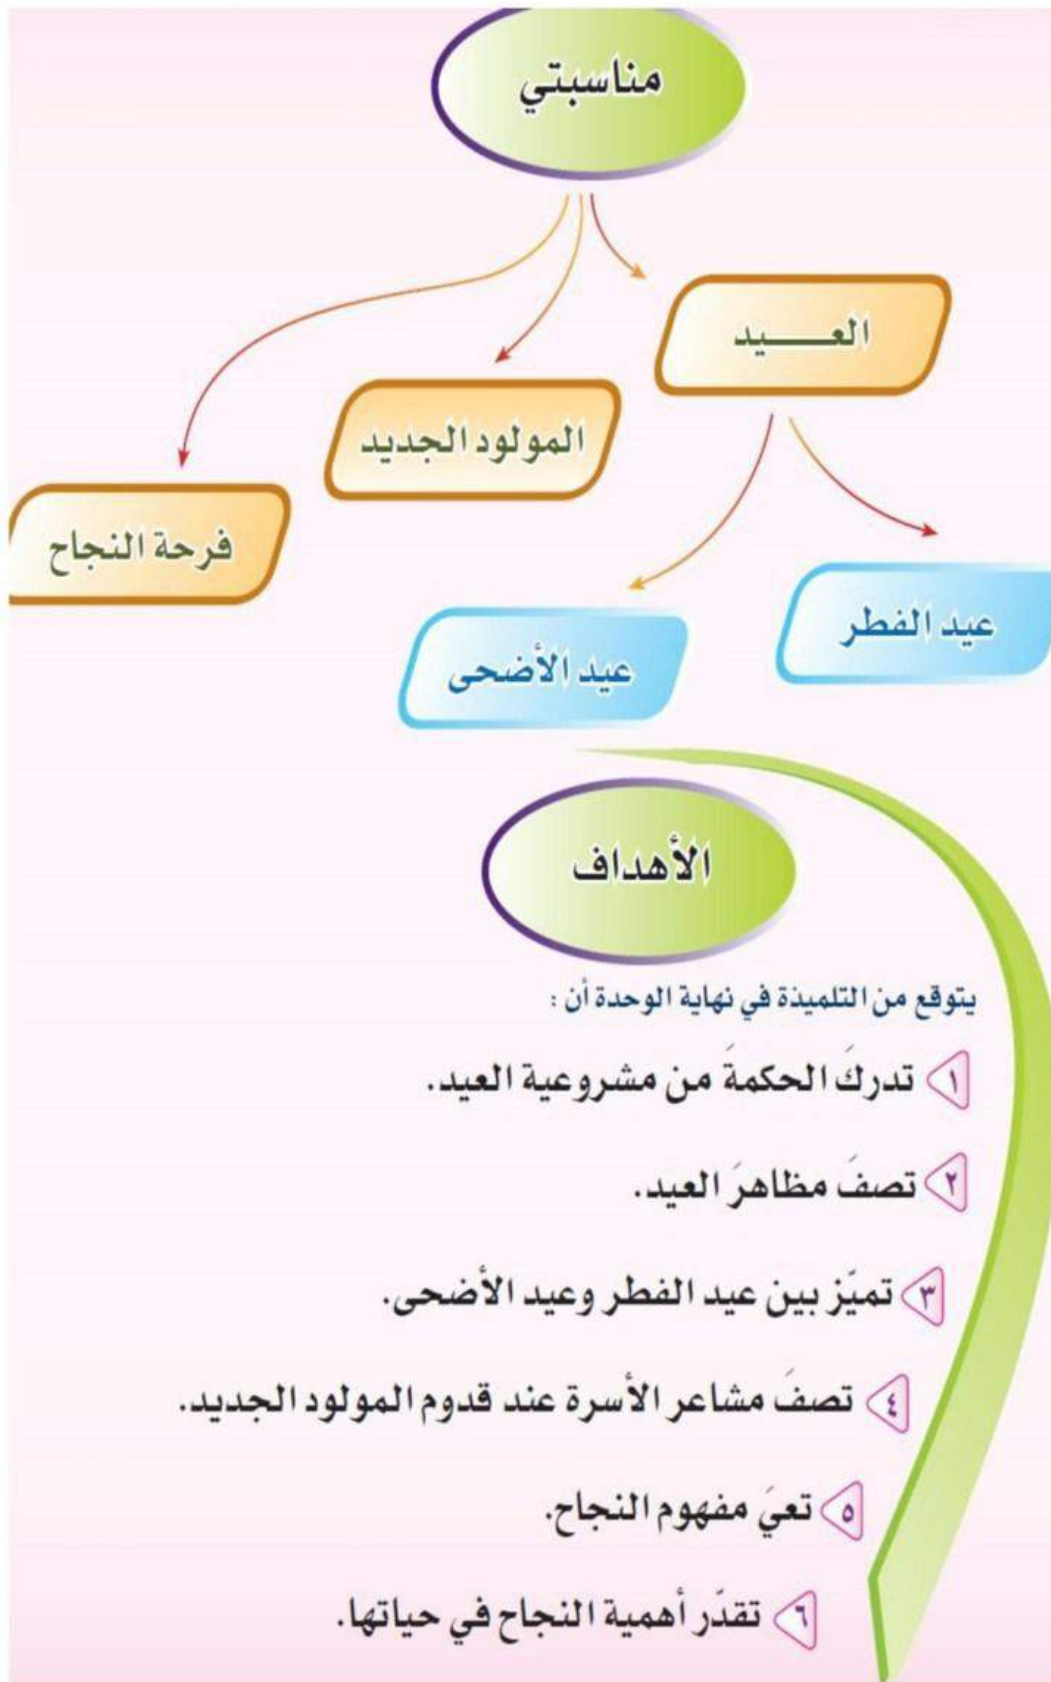 مناسبتي
العـــــيد
المولود الجديد
فرحة النجاح
عيد الفطر
عيد الأضحى
الأهداف
يتوقع من التلميذة في نهاية الوحدة أن :
١ تدركَ الحكمةَ من مشروعية العيد.
٢ تصفَ مظاهرَ العيد.
٣ تميّز بين عيد الفطر وعيد الأضحى.
٤ تصفَ مشاعر الأسرة عند قدوم المولود الجديد.
٥ تعيَ مفهوم النجاح.
٦ تقدّر أهمية النجاح في حياتها.